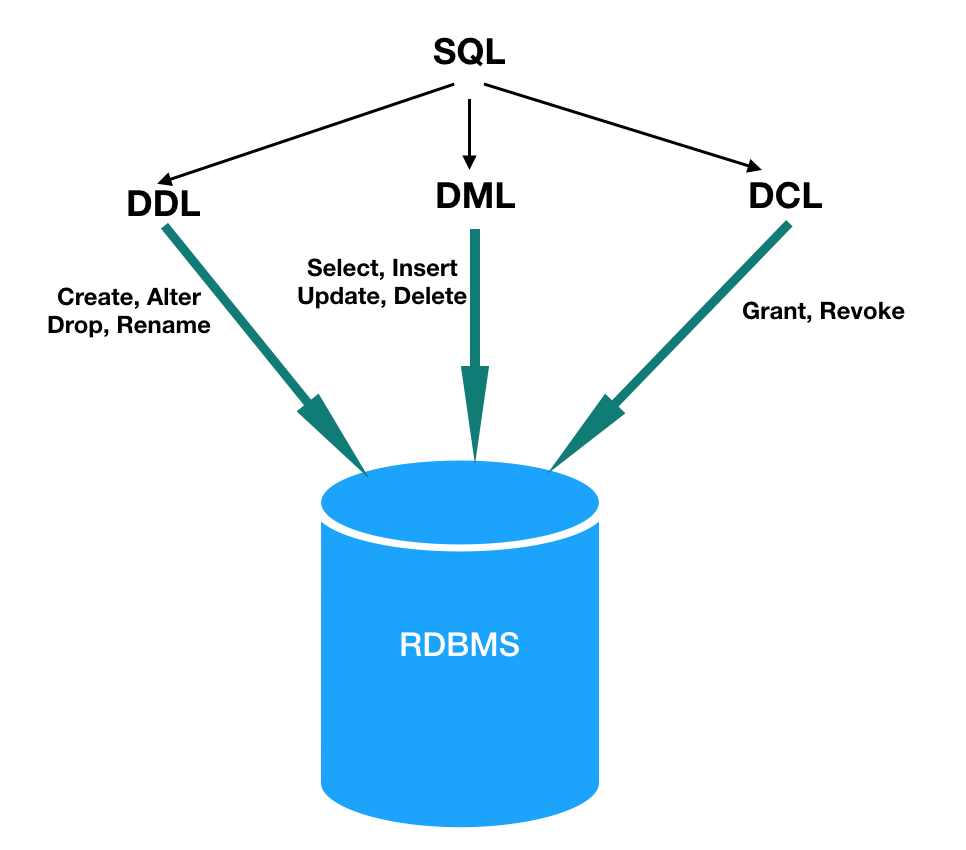 SQL
DDL
DML
DCL
Create, Alter
Drop, Rename
Select, Insert
Update, Delete
Grant, Revoke
RDBMS